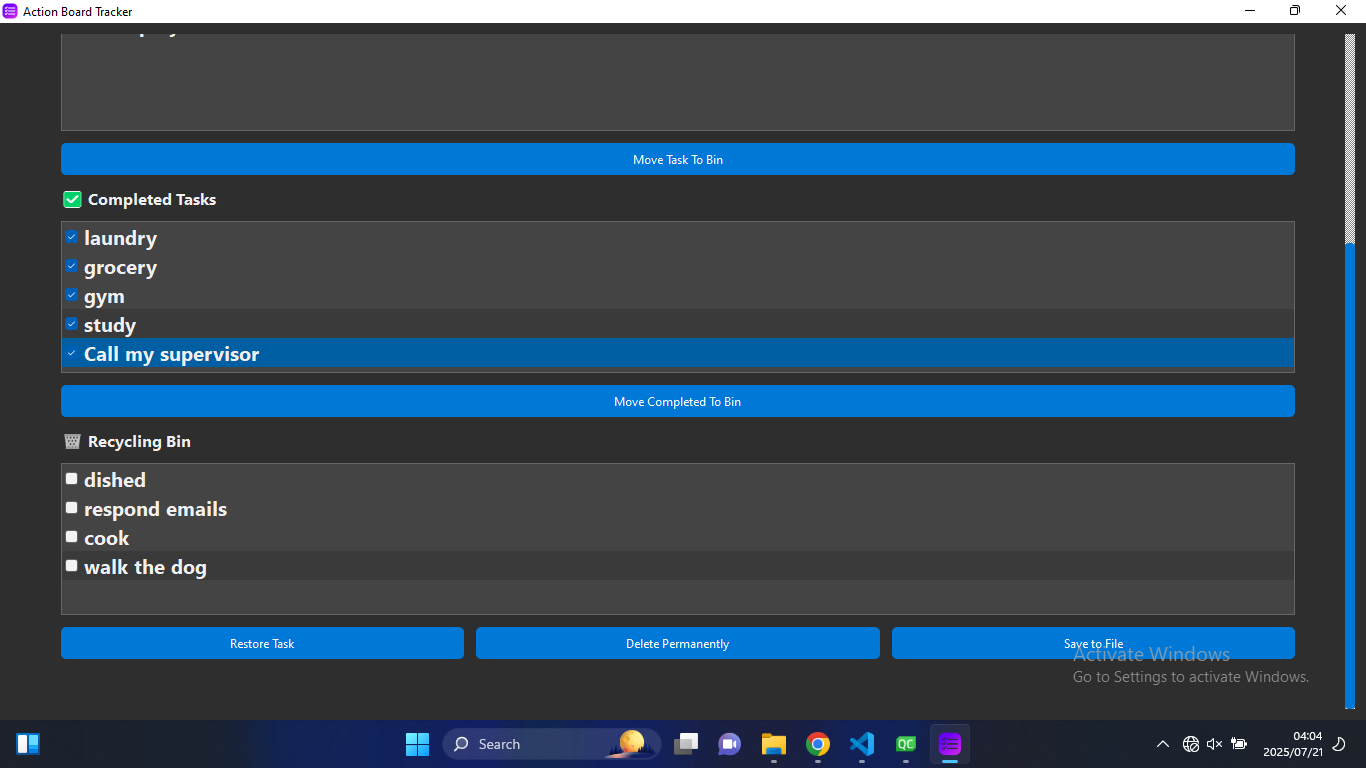 Action Board Tracker
Move Task To Bin
Completed Tasks
laundry
grocery
gym
study
Call my supervisor
Move Completed To Bin
Recycling Bin
dished
respond emails
cook
walk the dog
Restore Task
Delete Permanently
Save to File
Activate Windows
Go to Settings to activate Windows.
Search
QC
04:04
2025/07/21